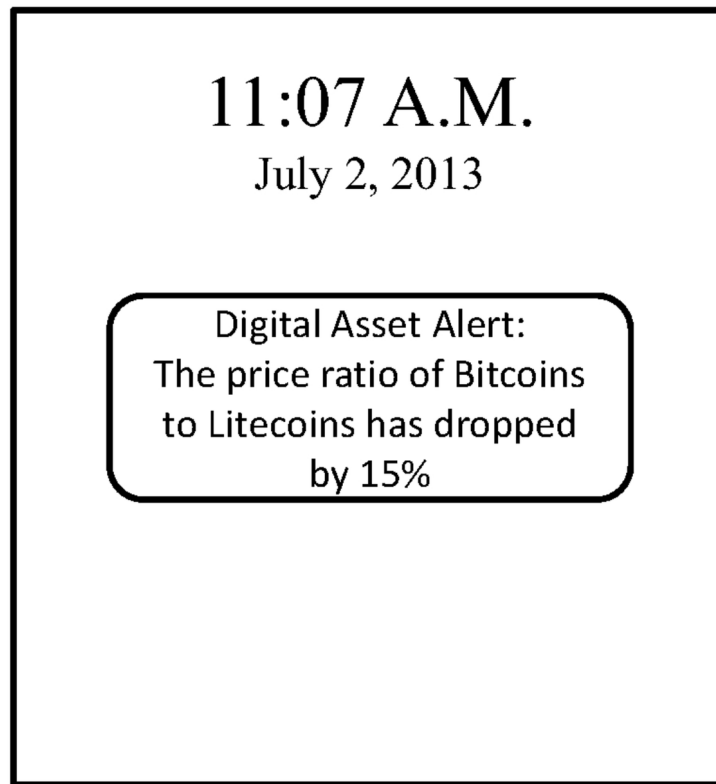 11:07 A.M.
July 2, 2013
Digital Asset Alert:
The price ratio of Bitcoins
to Litecoins has dropped
by 15%